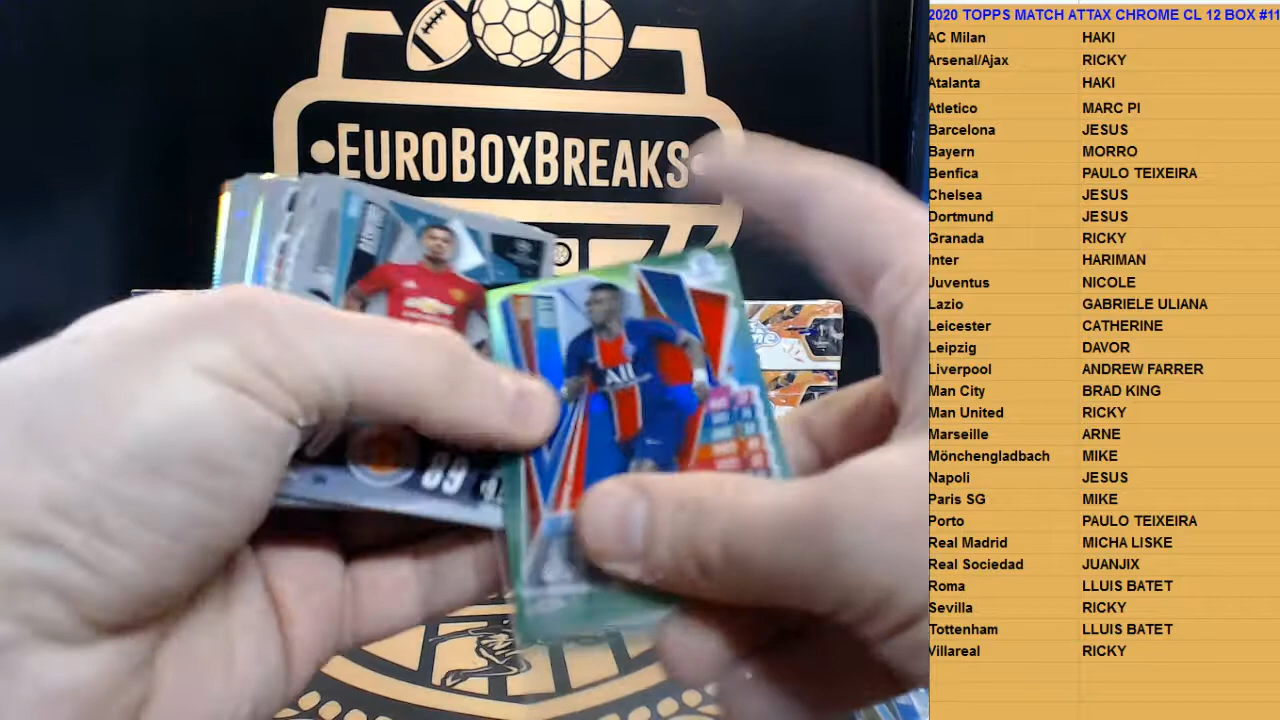 •EUROBOXBREAKS•
89
ALL
2020 TOPPS MATCH ATTAX CHROME CL 12 BOX #11
AC Milan HAKI
Arsenal/Ajax RICKY
Atalanta HAKI
Atletico MARC PI
Barcelona JESUS
Bayern MORRO
Benfica PAULO TEIXEIRA
Chelsea JESUS
Dortmund JESUS
Granada RICKY
Inter HARIMAN
Juventus NICOLE
Lazio GABRIELE ULIANA
Leicester CATHERINE
Leipzig DAVOR
Liverpool ANDREW FARRER
Man City BRAD KING
Man United RICKY
Marseille ARNE
Mönchengladbach MIKE
Napoli JESUS
Paris SG MIKE
Porto PAULO TEIXEIRA
Real Madrid MICHA LISKE
Real Sociedad JUANJIX
Roma LLUIS BATET
Sevilla RICKY
Tottenham LLUIS BATET
Villareal RICKY